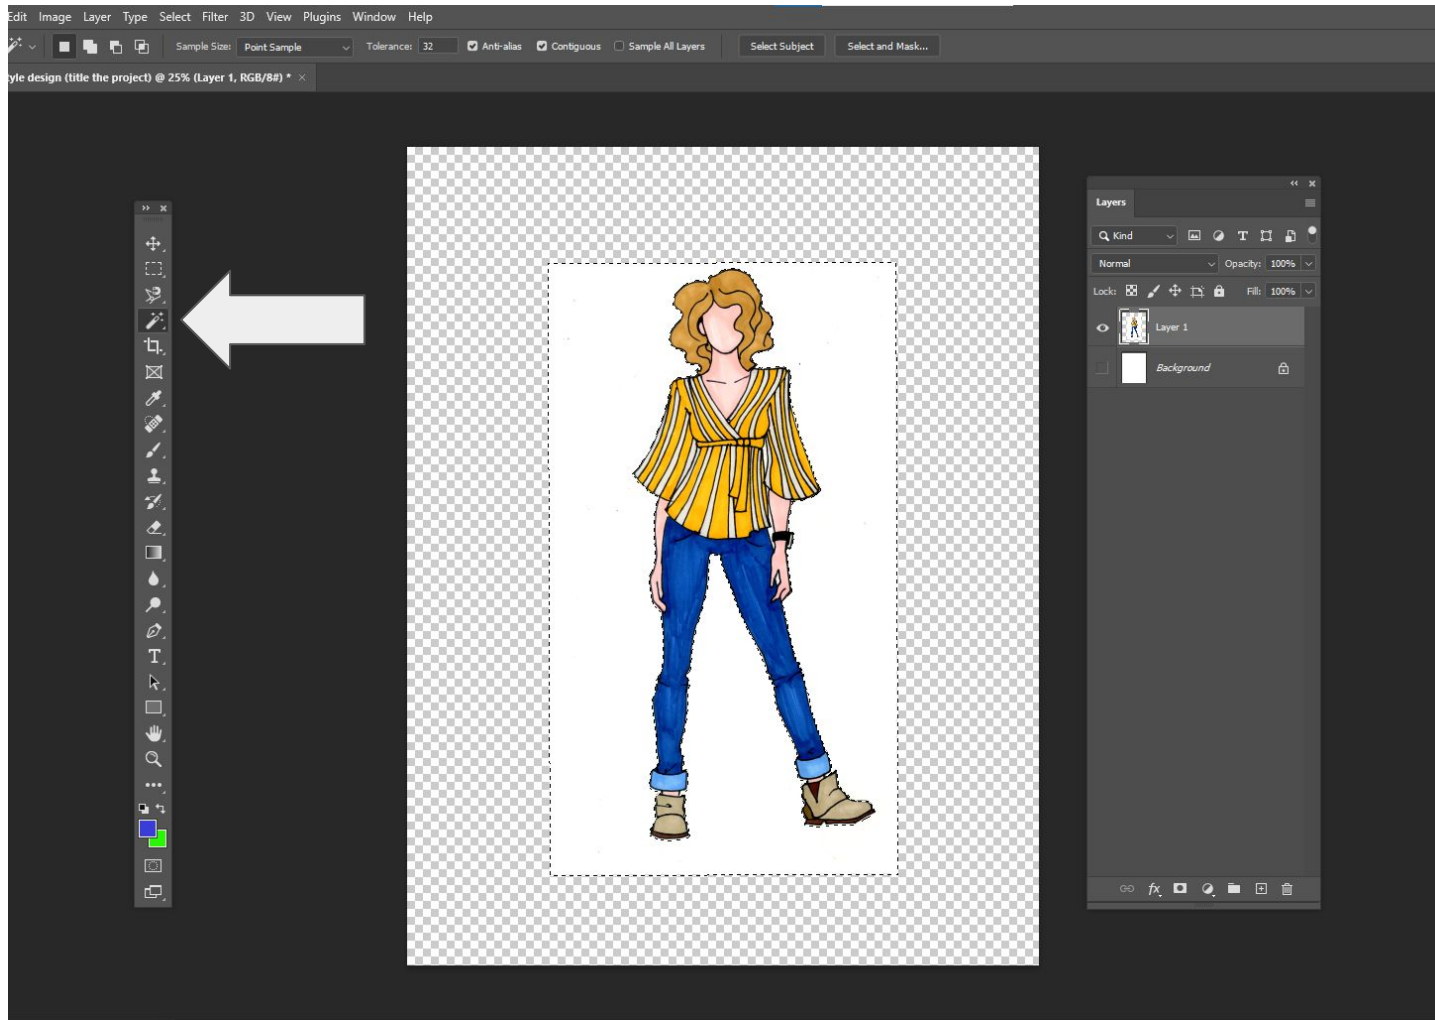 Edit Image Layer Type Select Filter 3D View Plugins Window Help
Sample Size: Point Sample Tolerance: 32 Anti-alias Contiguous Sample All Layers Select Subject Select and Mask...
yle design (title the project) @ 25% (Layer 1, RGB/8#) * ×
Layers
Kind
Normal Opacity: 100%
Lock: Fill: 100%
Layer 1
Background